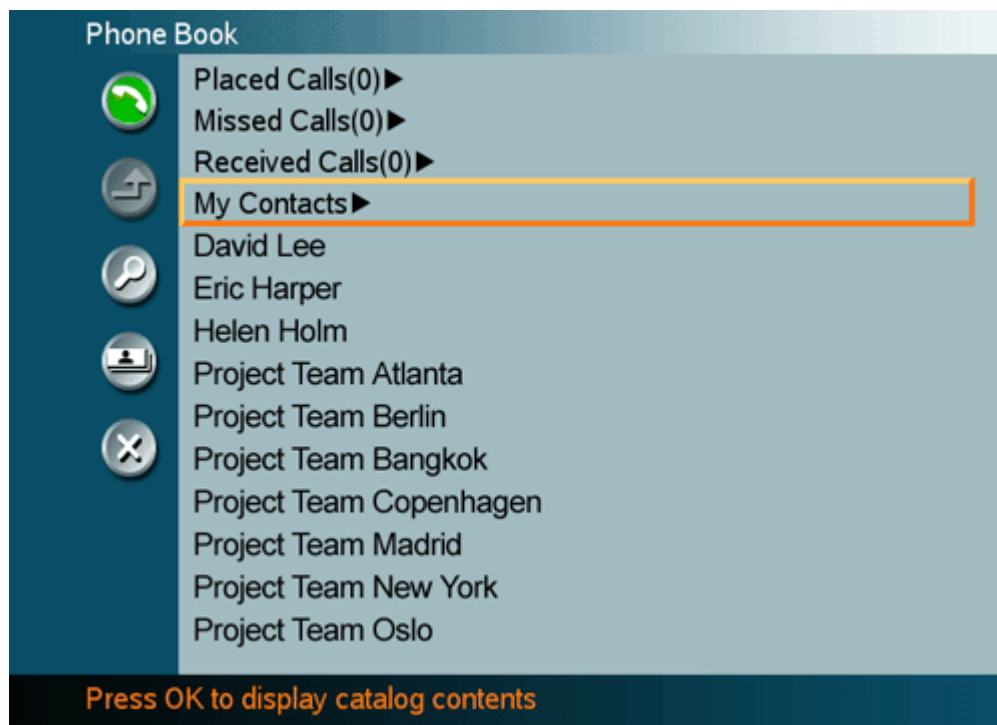 Phone Book
Placed Calls(0)▶
Missed Calls(0)▶
Received Calls(0)▶
My Contacts▶
David Lee
Eric Harper
Helen Holm
Project Team Atlanta
Project Team Berlin
Project Team Bangkok
Project Team Copenhagen
Project Team Madrid
Project Team New York
Project Team Oslo
Press OK to display catalog contents